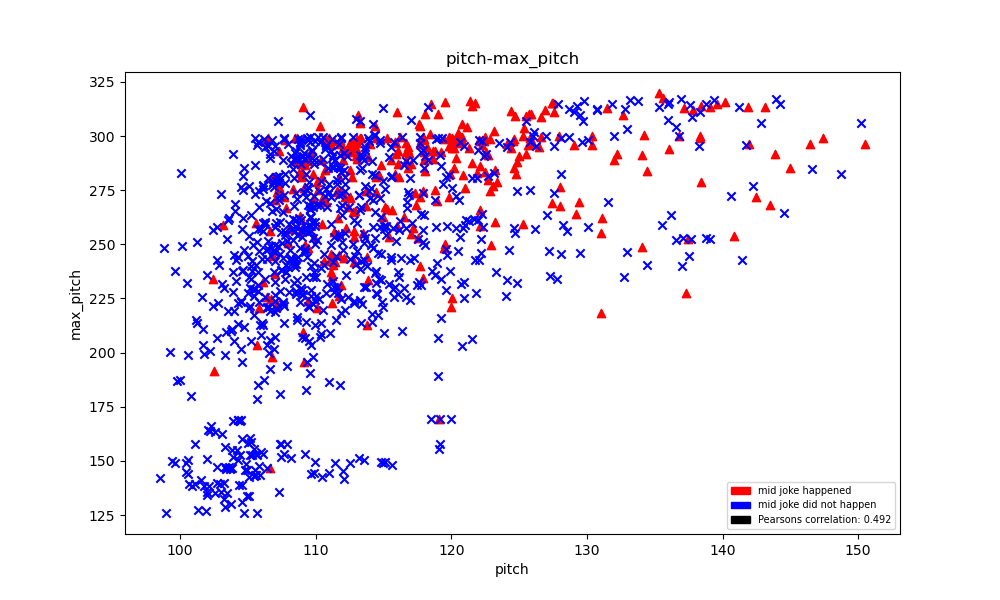 pitch-max_pitch
325
300
275
250
225
200
175
150
125
max_pitch
100
110
120
130
140
150
pitch
mid joke happened
mid joke did not happen
Pearsons correlation: 0.492